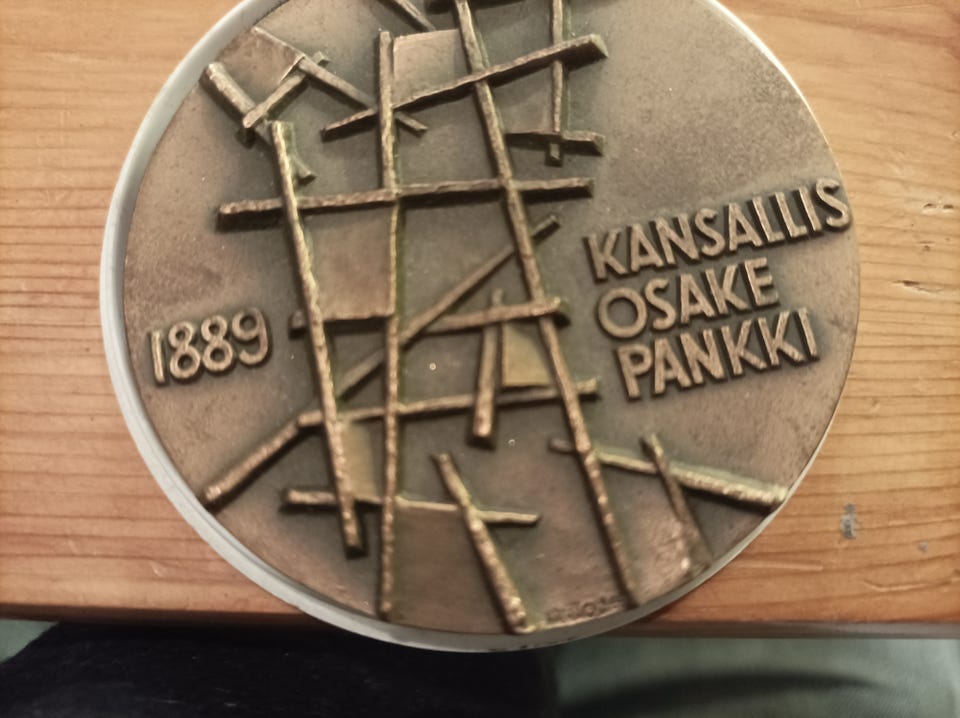 1889
KANSALLIS
OSAKE
PANKKI